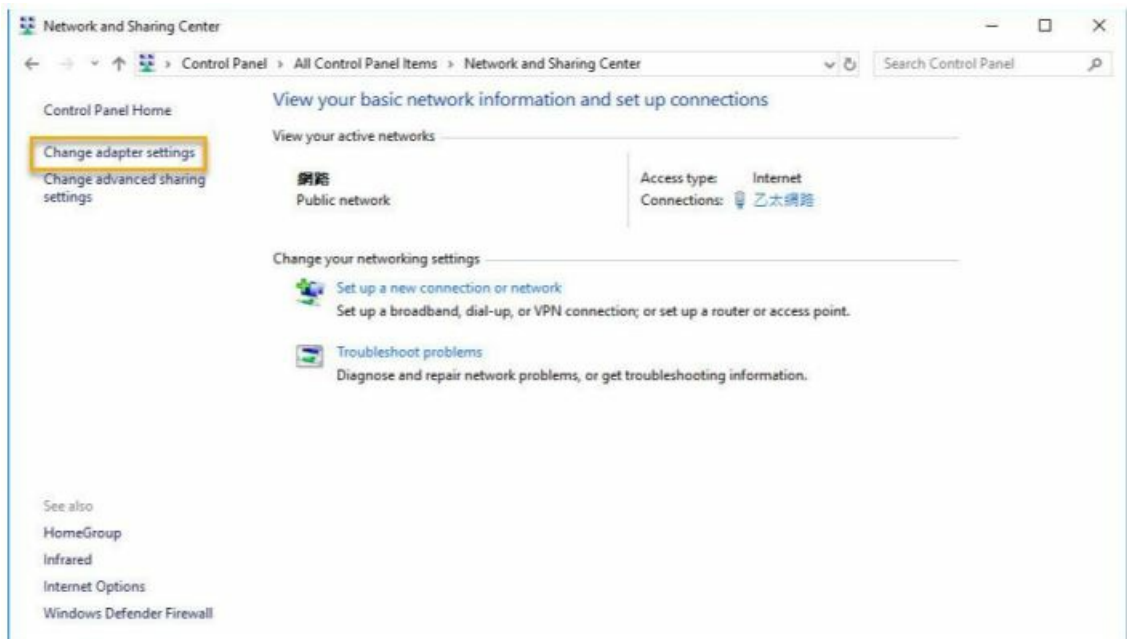 Network and Sharing Center
Control Panel > All Control Panel Items > Network and Sharing Center
Search Control Panel
Control Panel Home
Change adapter settings
Change advanced sharing
settings
View your basic network information and set up connections
View your active networks
網路
Public network
Access type: Internet
Connections: 乙太網路
Change your networking settings
Set up a new connection or network
Set up a broadband, dial-up, or VPN connection; or set up a router or access point.
Troubleshoot problems
Diagnose and repair network problems, or get troubleshooting information.
See also
HomeGroup
Infrared
Internet Options
Windows Defender Firewall